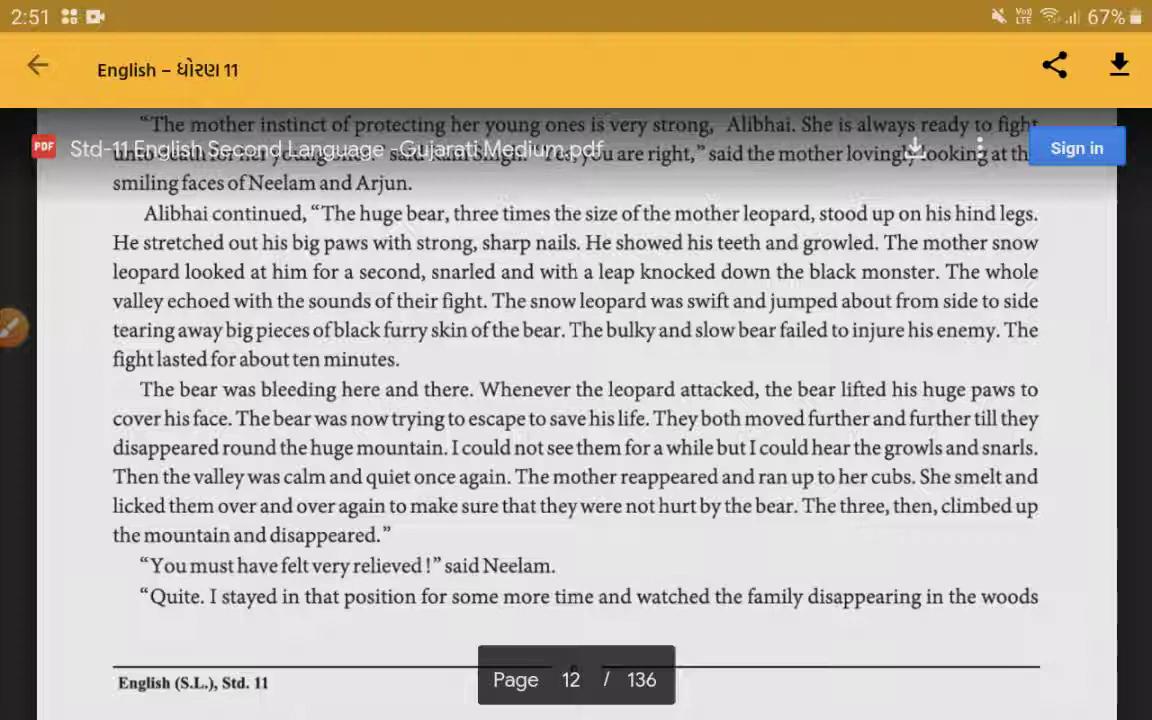 2:51 67%
English – ધોરણ 11
"The mother instinct of protecting her young ones is very strong, Alibhai. She is always ready to fight
PDF Std-11 English Second Language -Gujarati Medium.pdf Sign in
said you are right," said the mother lovingly looking at
smiling faces of Neelam and Arjun.
Alibhai continued, "The huge bear, three times the size of the mother leopard, stood up on his hind legs.
He stretched out his big paws with strong, sharp nails. He showed his teeth and growled. The mother snow
leopard looked at him for a second, snarled and with a leap knocked down the black monster. The whole
valley echoed with the sounds of their fight. The snow leopard was swift and jumped about from side to side
tearing away big pieces of black furry skin of the bear. The bulky and slow bear failed to injure his enemy. The
fight lasted for about ten minutes.
The bear was bleeding here and there. Whenever the leopard attacked, the bear lifted his huge paws to
cover his face. The bear was now trying to escape to save his life. They both moved further and further till they
disappeared round the huge mountain. I could not see them for a while but I could hear the growls and snarls.
Then the valley was calm and quiet once again. The mother reappeared and ran up to her cubs. She smelt and
licked them over and over again to make sure that they were not hurt by the bear. The three, then, climbed up
the mountain and disappeared."
"You must have felt very relieved !" said Neelam.
"Quite. I stayed in that position for some more time and watched the family disappearing in the woods
Page 12 / 136
English (S.L.), Std. 11